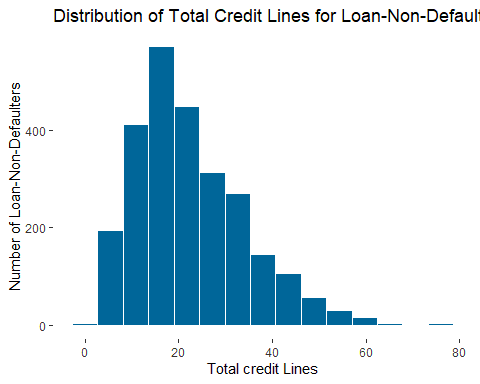 Distribution of Total Credit Lines for Loan-Non-Default
Number of Loan-Non-Defaulters
400
200
0
0 20 40 60 80
Total credit Lines